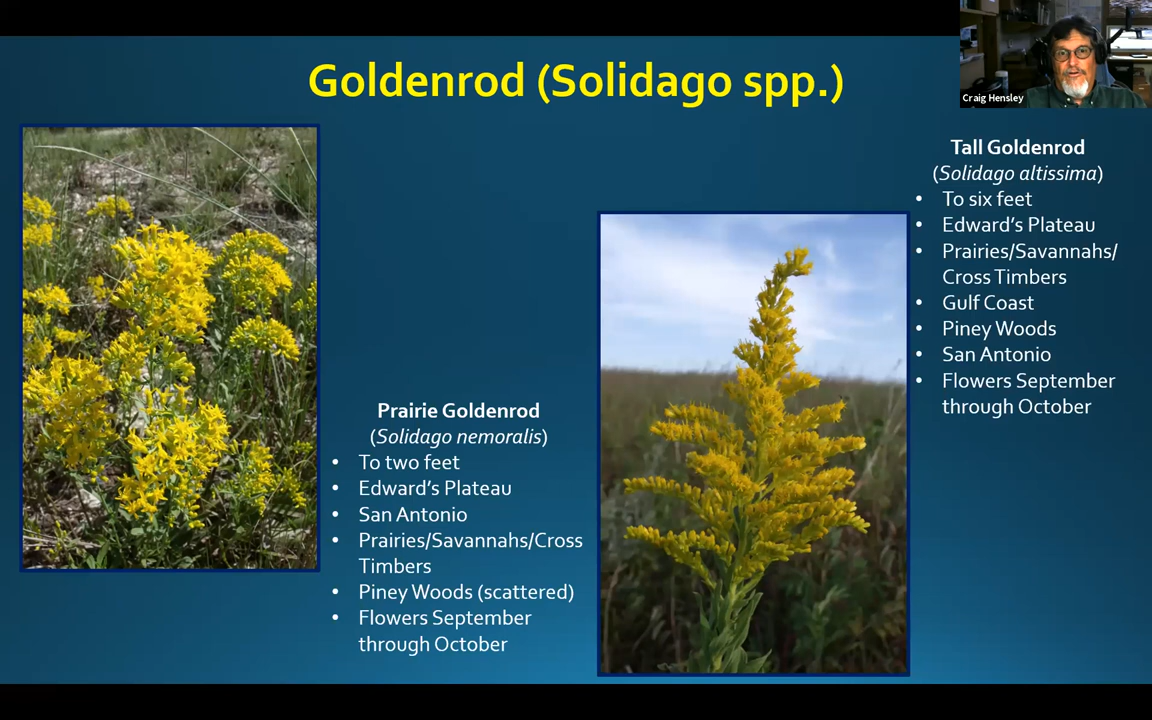 Goldenrod (Solidago spp.)
Craig Hensley
Prairie Goldenrod
(Solidago nemoralis)
• To two feet
• Edward's Plateau
• San Antonio
• Prairies/Savannahs/Cross
Timbers
• Piney Woods (scattered)
• Flowers September
through October
Tall Goldenrod
(Solidago altissima)
• To six feet
• Edward's Plateau
• Prairies/Savannahs/
Cross Timbers
• Gulf Coast
• Piney Woods
• San Antonio
• Flowers September
through October